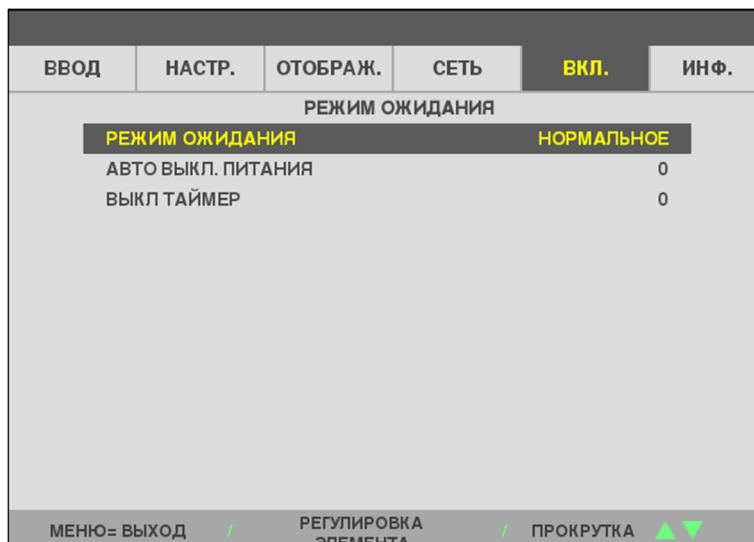 ВВОД НАСТР. ОТОБРАЖ. СЕТЬ ВКЛ. ИНФ.
РЕЖИМ ОЖИДАНИЯ
РЕЖИМ ОЖИДАНИЯ НОРМАЛЬНОЕ
АВТО ВЫКЛ. ПИТАНИЯ 0
ВЫКЛ ТАЙМЕР 0
МЕНЮ= ВЫХОД / РЕГУЛИРОВКА ЭЛЕМЕНТА / ПРОКРУТКА ▲▼